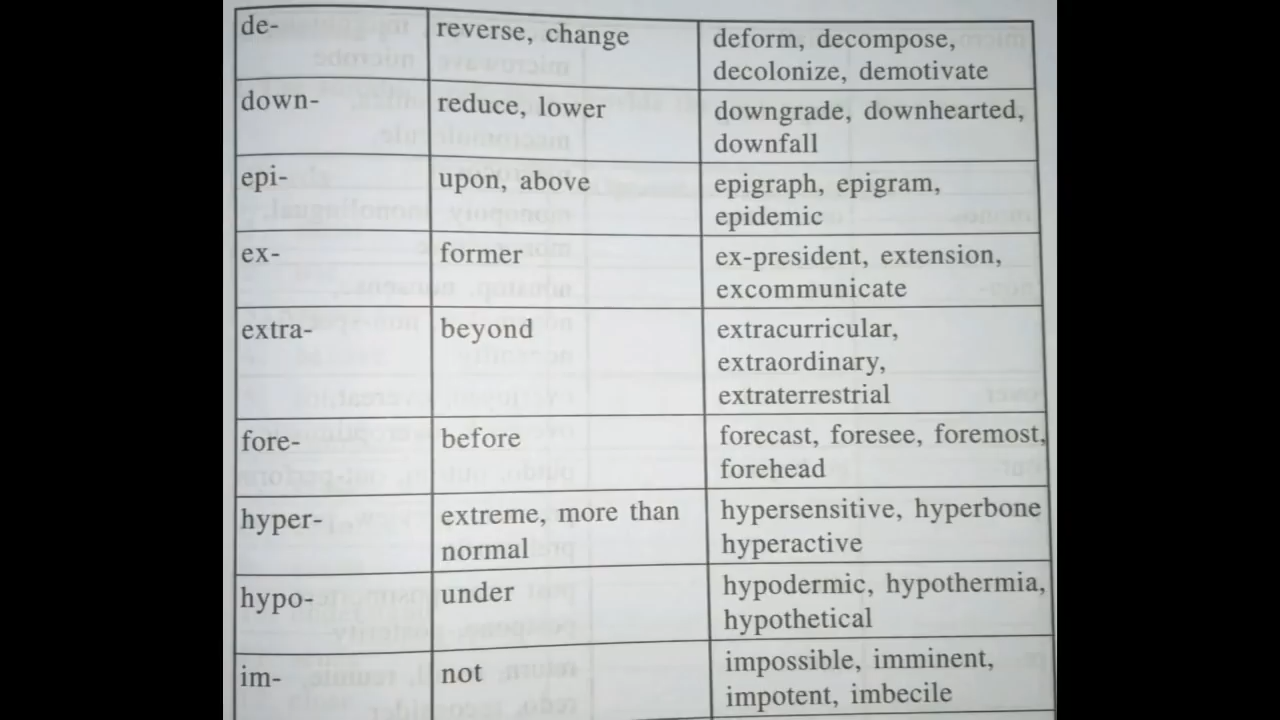 de- reverse, change deform, decompose,
decolonize, demotivate
down- reduce, lower downgrade, downhearted,
downfall
epi- upon, above epigraph, epigram,
epidemic
ex- former ex-president, extension,
excommunicate
extra- beyond extracurricular,
extraordinary,
extraterrestrial
fore- before forecast, foresee, foremost,
forehead
hyper- extreme, more than hypersensitive, hyperbone
normal hyperactive
hypo- under hypodermic, hypothermia,
hypothetical
im- not impossible, imminent,
impotent, imbecile